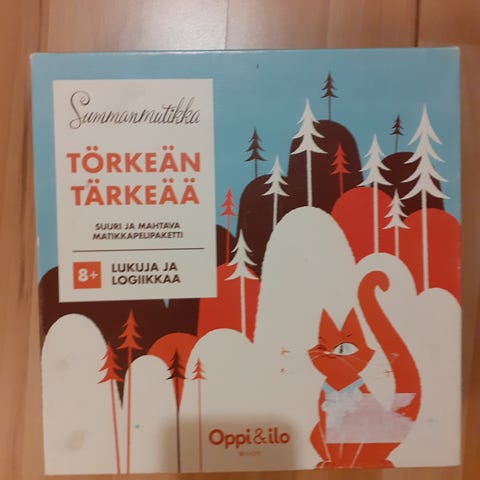 Summanmutikka
TÖRKEÄN
TÄRKEÄÄ
SUURI JA MAHTAVA
MATIKKAPELIPAKETTI
8+
LUKUJA JA
LOGIIKKAA
Oppi&ilo